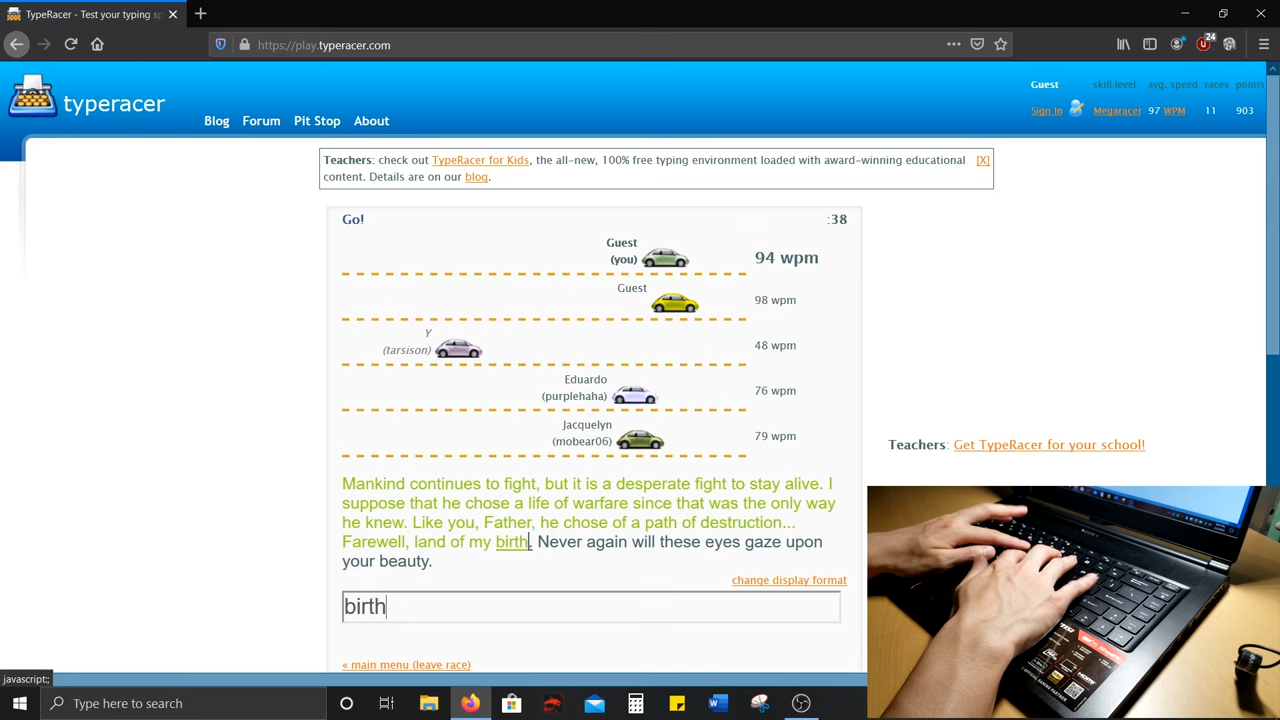 TypeRacer - Test your typing sp
https://play.typeracer.com
24
typeracer
Blog Forum Pit Stop About
Guest skill level avg. speed races points
Sign In Megaracer 97 WPM 11 903
Teachers: check out TypeRacer for Kids, the all-new, 100% free typing environment loaded with award-winning educational [X]
content. Details are on our blog.
Go! :38
Guest
(you) 94 wpm
Guest
98 wpm
Y
(tarsison) 48 wpm
Eduardo
(purplehaha) 76 wpm
Jacquelyn
(mobear06) 79 wpm
Teachers: Get TypeRacer for your school!
Mankind continues to fight, but it is a desperate fight to stay alive. I
suppose that he chose a life of warfare since that was the only way
he knew. Like you, Father, he chose of a path of destruction...
Farewell, land of my birth. Never again will these eyes gaze upon
your beauty.
change display format
birth
« main menu (leave race)
javascript:;
Type here to search
msi
HDMI